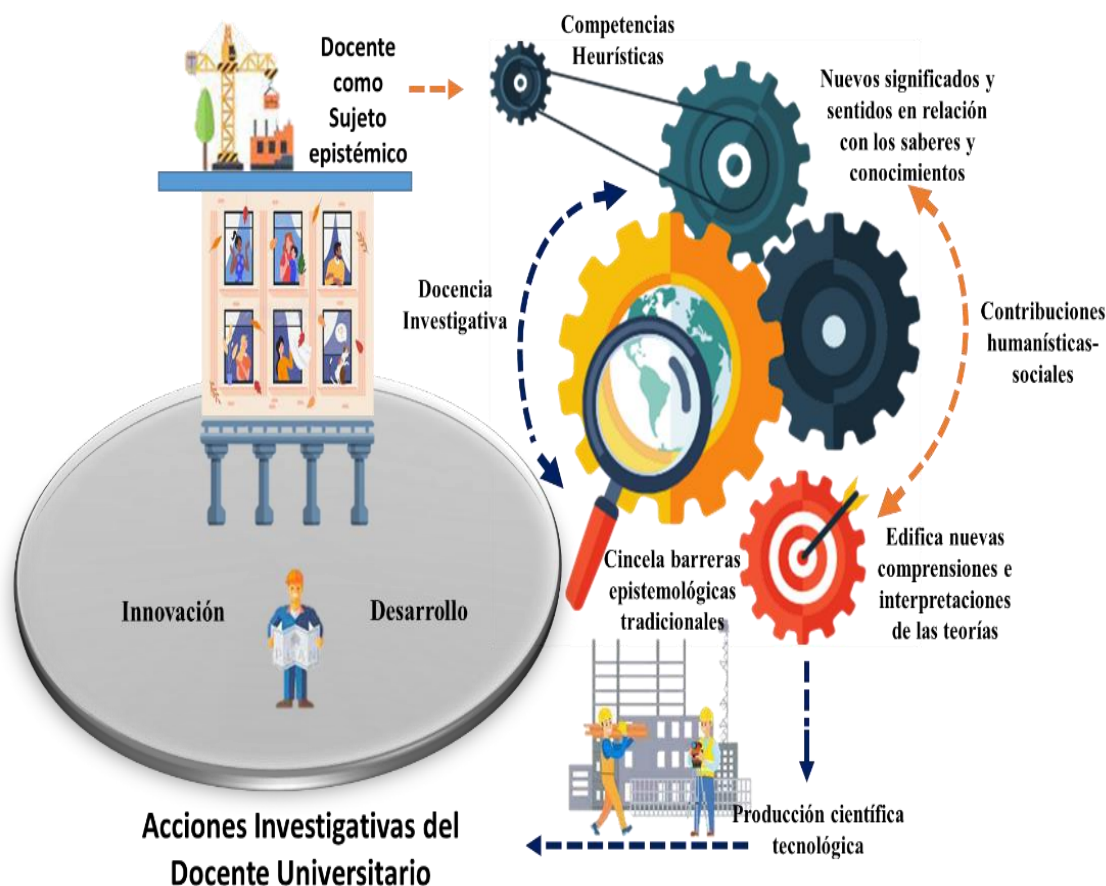 Docente
como
Sujeto
epistémico
Competencias
Heurísticas
Nuevos significados y
sentidos en relación
con los saberes y
conocimientos
Docencia
Investigativa
Contribuciones
humanísticas-
sociales
Cincela barreras
epistemológicas
tradicionales
Edifica nuevas
comprensiones e
interpretaciones
de las teorías
Innovación
Desarrollo
Producción científica
tecnológica
Acciones Investigativas del
Docente Universitario